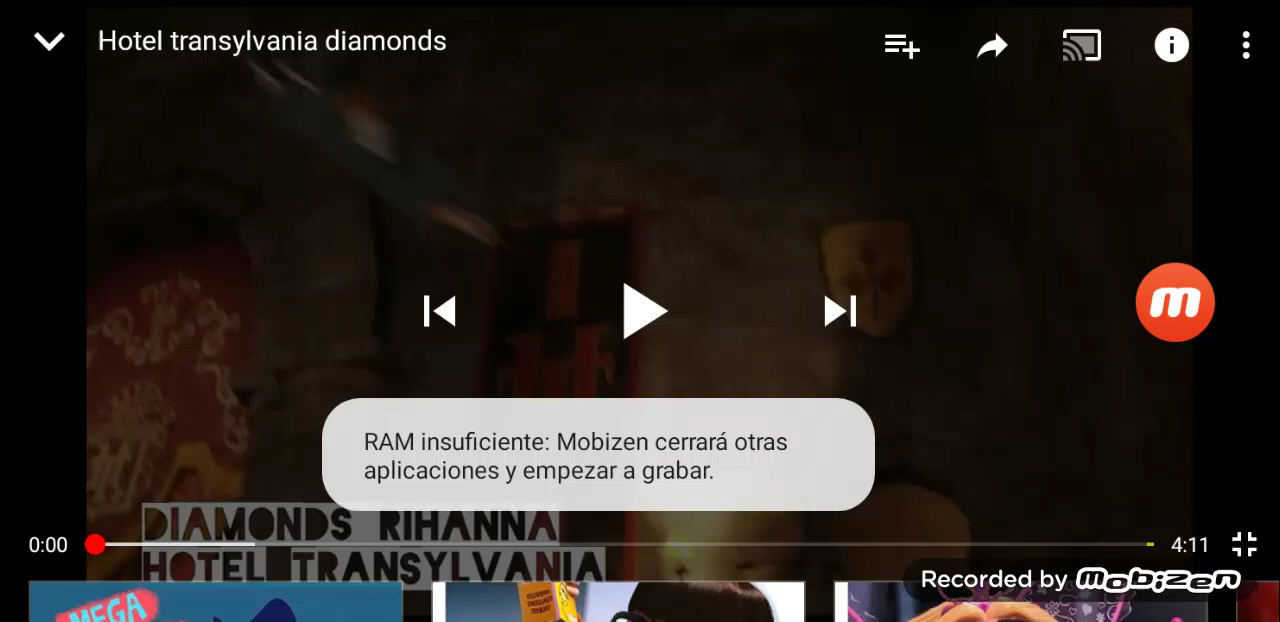 Hotel transylvania diamonds
RAM insuficiente: Mobizen cerrará otras
aplicaciones y empezar a grabar.
DIAMONDS RIHANNA
0:00
4:11
HOTEL TRANSYLVANIA
Recorded by mobizen
MEGA